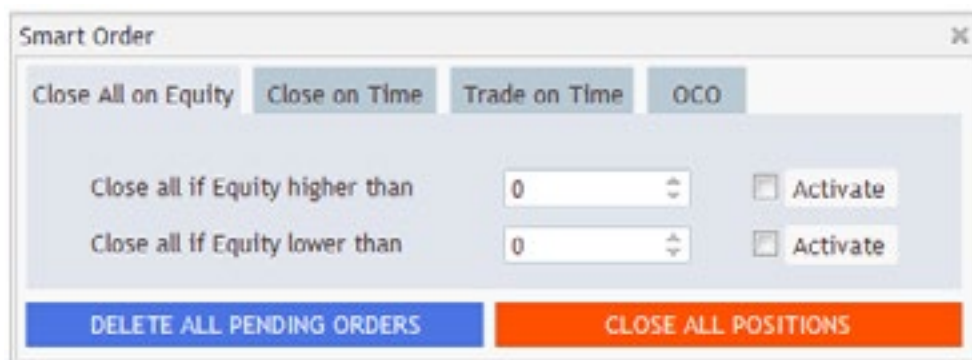 Smart Order
Close All on Equity Close on Time Trade on Time OCO
Close all if Equity higher than 0 Activate
Close all if Equity lower than 0 Activate
DELETE ALL PENDING ORDERS CLOSE ALL POSITIONS